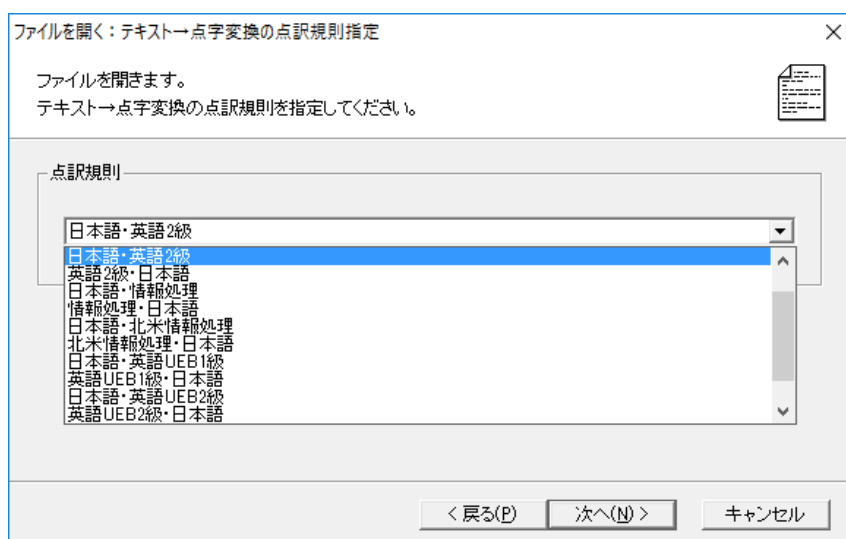 ファイルを開く：テキスト→点字変換の点訳規則指定
ファイルを開きます。
テキスト→点字変換の点訳規則を指定してください。
点訳規則
日本語・英語2級
日本語・英語2級
英語2級・日本語
日本語・情報処理
情報処理・日本語
日本語・北米情報処理
北米情報処理・日本語
日本語・英語UEB1級
英語UEB1級・日本語
日本語・英語UEB2級
英語UEB2級・日本語
< 戻る(P) 次へ(N) > キャンセル